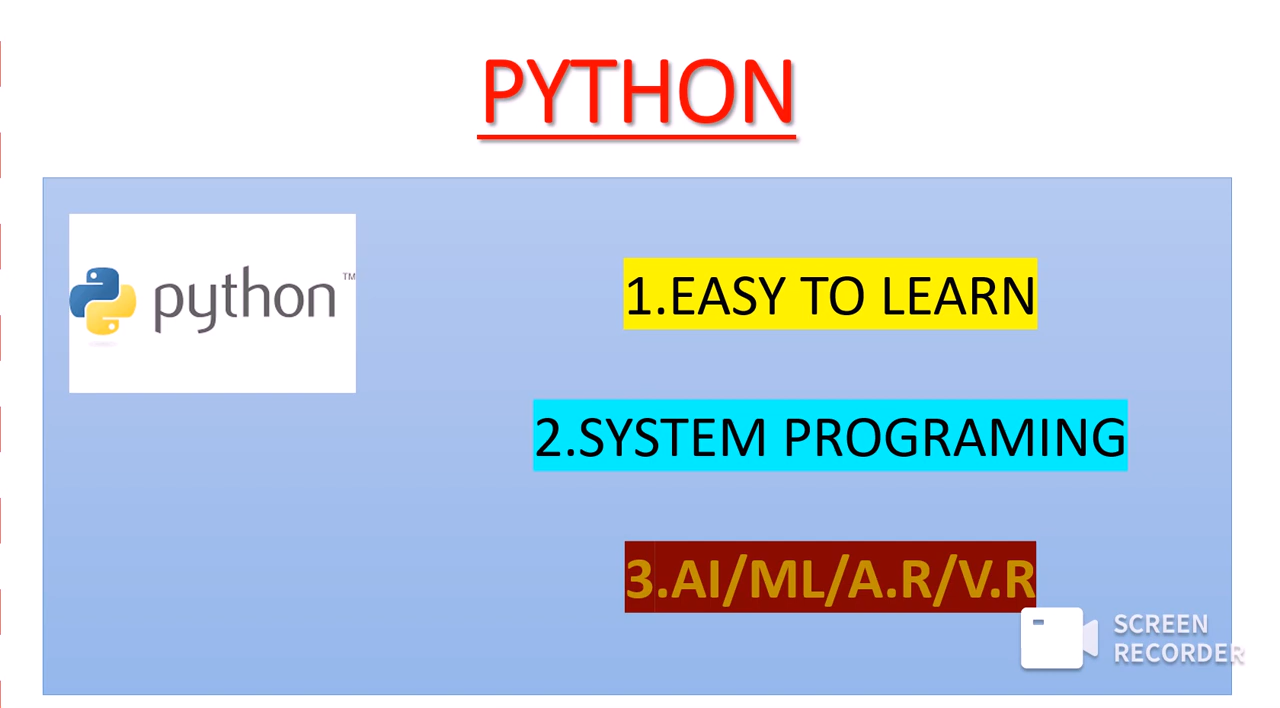 PYTHON
python™
1.EASY TO LEARN
2.SYSTEM PROGRAMING
3.AI/ML/A.R/V.R
SCREEN
RECORDER